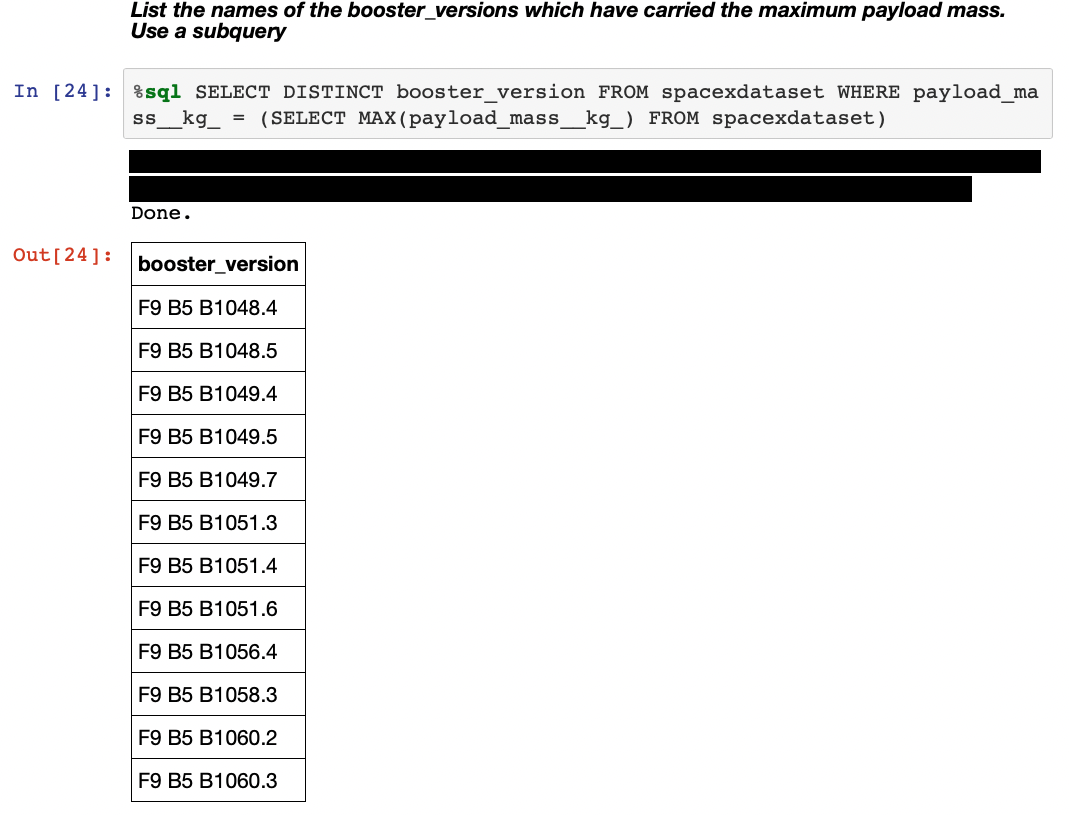 List the names of the booster_versions which have carried the maximum payload mass.
Use a subquery
In [24]: %sql SELECT DISTINCT booster_version FROM spacexdataset WHERE payload_ma
ss__kg_ = (SELECT MAX(payload_mass__kg_) FROM spacexdataset)
Done.
Out[24]: booster_version
F9 B5 B1048.4
F9 B5 B1048.5
F9 B5 B1049.4
F9 B5 B1049.5
F9 B5 B1049.7
F9 B5 B1051.3
F9 B5 B1051.4
F9 B5 B1051.6
F9 B5 B1056.4
F9 B5 B1058.3
F9 B5 B1060.2
F9 B5 B1060.3